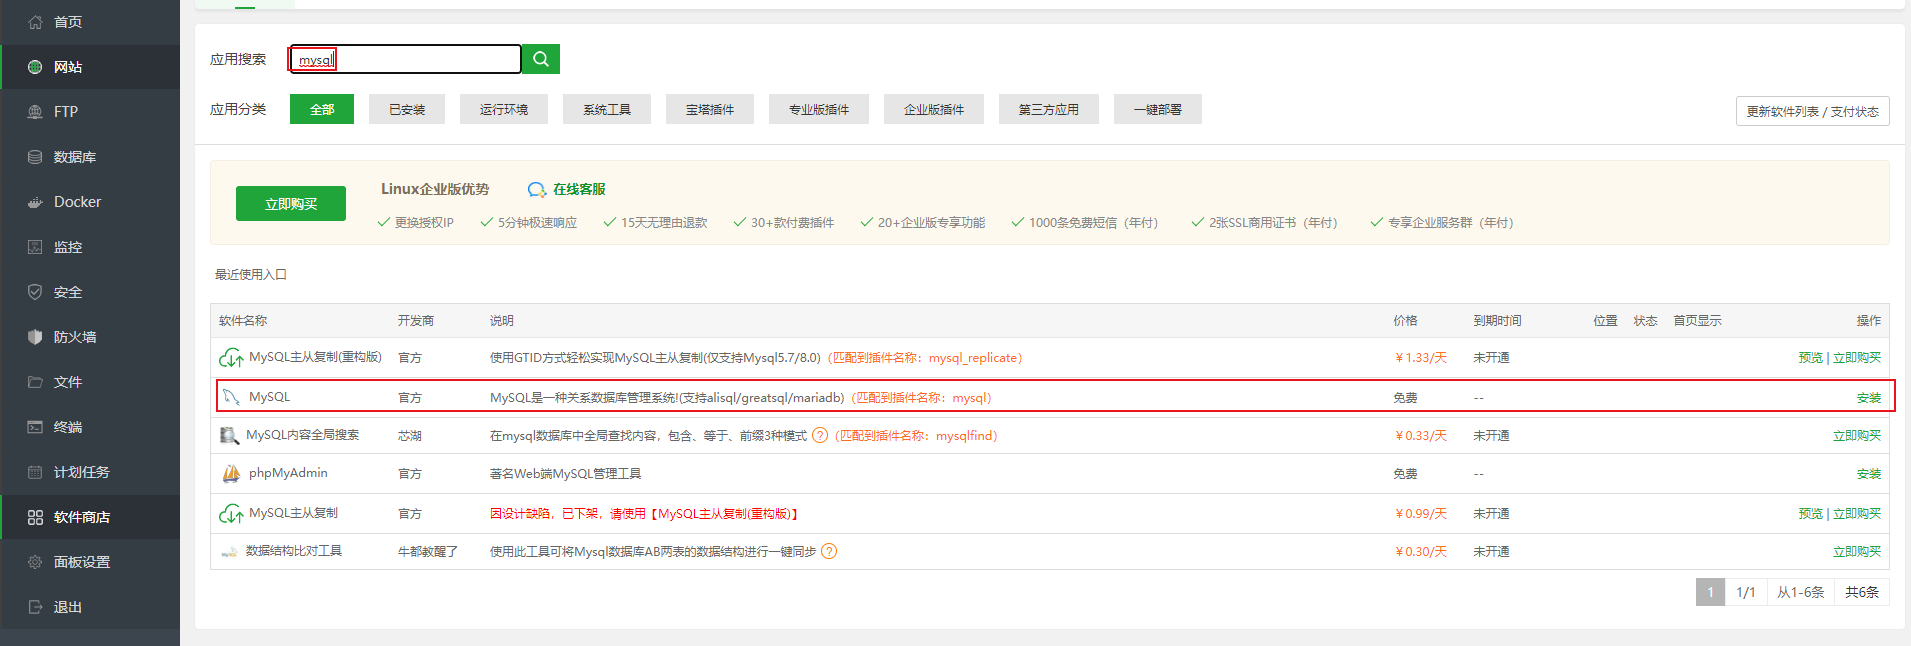 首页
网站
FTP
数据库
Docker
监控
安全
防火墙
文件
终端
计划任务
软件商店
面板设置
退出
应用搜索 mysql
应用分类 全部 已安装 运行环境 系统工具 宝塔插件 专业版插件 企业版插件 第三方应用 一键部署 更新软件列表 / 支付状态
立即购买
Linux企业版优势 在线客服
更换授权IP 5分钟极速响应 15天无理由退款 30+款付费插件 20+企业版专享功能 1000条免费短信（年付） 2张SSL商用证书（年付） 专享企业服务群（年付）
最近使用入口
软件名称 开发商 说明 价格 到期时间 位置 状态 首页显示 操作
MySQL主从复制(重构版) 官方 使用GTID方式轻松实现MySQL主从复制(仅支持Mysql5.7/8.0)（匹配到插件名称：mysql_replicate） ￥1.33/天 未开通 预览 | 立即购买
MySQL 官方 MySQL是一种关系数据库管理系统!(支持alisql/greatsql/mariadb)（匹配到插件名称：mysql） 免费 -- 安装
MySQL内容全局搜索 芯湖 在mysql数据库中全局查找内容，包含、等于、前缀3种模式 ?（匹配到插件名称：mysqlfind） ￥0.33/天 未开通 立即购买
phpMyAdmin 官方 著名Web端MySQL管理工具 免费 -- 安装
MySQL主从复制 官方 因设计缺陷，已下架，请使用【MySQL主从复制(重构版)】 ￥0.99/天 未开通 预览 | 立即购买
数据结构比对工具 牛都教醒了 使用此工具可将Mysql数据库AB两表的数据结构进行一键同步 ? ￥0.30/天 未开通 立即购买
1 1/1 从1-6条 共6条